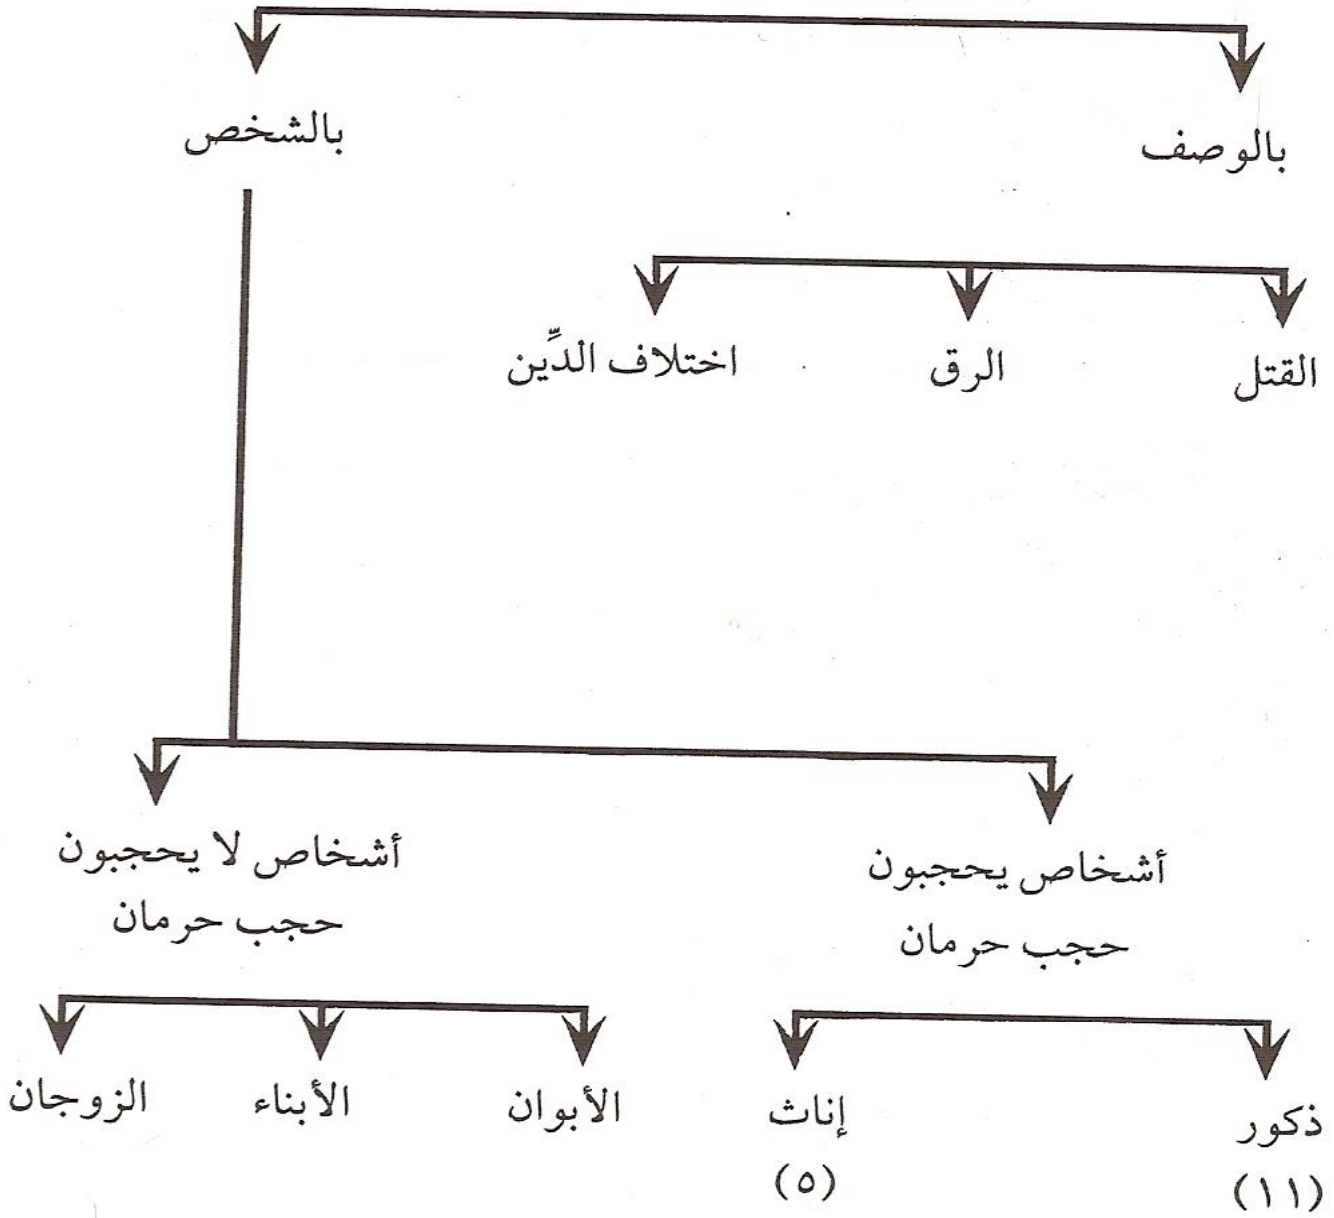 بالوصف
بالشخص
القتل
الرق
اختلاف الدِّين
أشخاص يحجبون
حجب حرمان
أشخاص لا يحجبون
حجب حرمان
ذكور
(١١)
إناث
(٥)
الأبوان
الأبناء
الزوجان